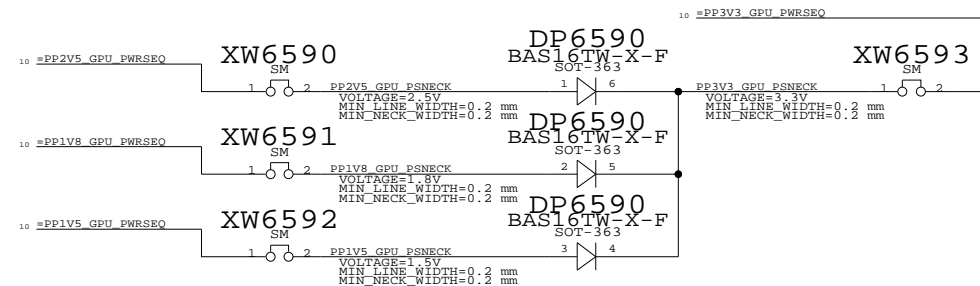 10 =PP3V3_GPU_PWRSEQ
10 =PP2V5_GPU_PWRSEQ
XW6590
SM
1 2
PP2V5_GPU_PSNECK
VOLTAGE=2.5V
MIN_LINE_WIDTH=0.2 mm
MIN_NECK_WIDTH=0.2 mm
DP6590
BAS16TW-X-F
SOT-363
1 6
PP3V3_GPU_PSNECK
VOLTAGE=3.3V
MIN_LINE_WIDTH=0.2 mm
MIN_NECK_WIDTH=0.2 mm
XW6593
SM
1 2
10 =PP1V8_GPU_PWRSEQ
XW6591
SM
1 2
PP1V8_GPU_PSNECK
VOLTAGE=1.8V
MIN_LINE_WIDTH=0.2 mm
MIN_NECK_WIDTH=0.2 mm
DP6590
BAS16TW-X-F
SOT-363
2 5
10 =PP1V5_GPU_PWRSEQ
XW6592
SM
1 2
PP1V5_GPU_PSNECK
VOLTAGE=1.5V
MIN_LINE_WIDTH=0.2 mm
MIN_NECK_WIDTH=0.2 mm
DP6590
BAS16TW-X-F
SOT-363
3 4